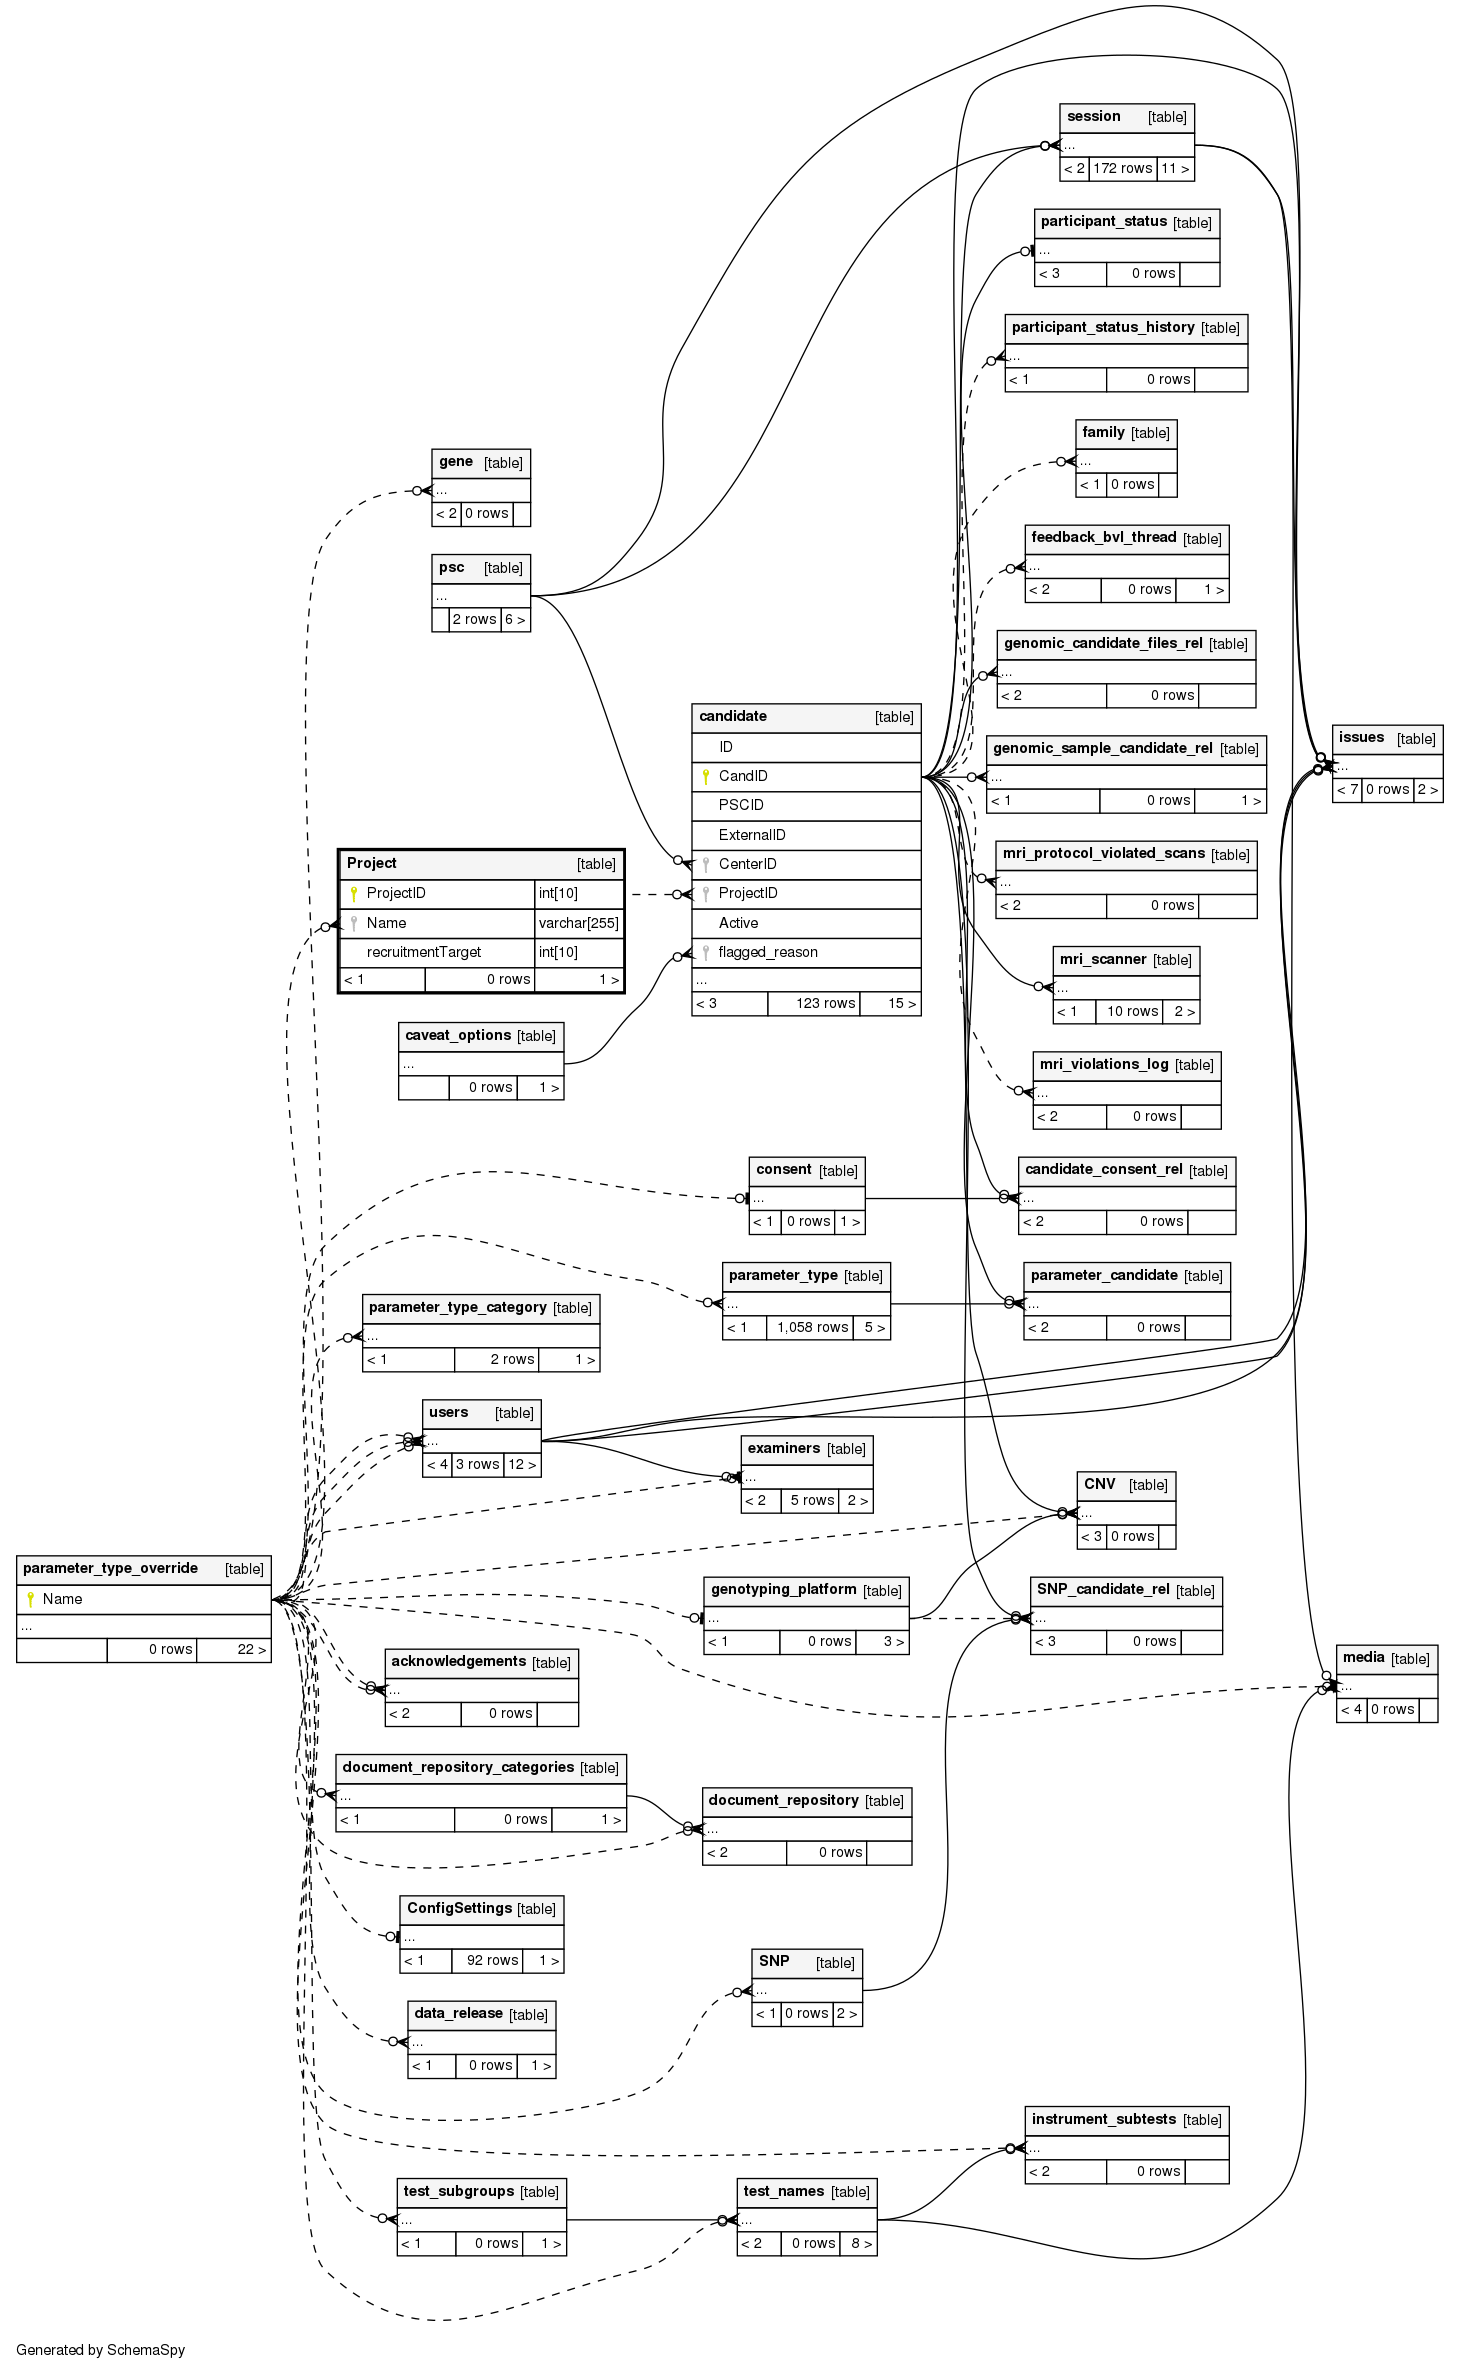 session [table]
...
< 2 172 rows 11 >
participant_status [table]
...
< 3 0 rows
participant_status_history [table]
...
< 1 0 rows
family [table]
...
< 1 0 rows
gene [table]
...
< 2 0 rows
feedback_bvl_thread [table]
...
< 2 0 rows 1 >
psc [table]
...
2 rows 6 >
genomic_candidate_files_rel [table]
...
< 2 0 rows
candidate [table]
ID
CandID
PSCID
ExternalID
CenterID
ProjectID
Active
flagged_reason
...
< 3 123 rows 15 >
issues [table]
...
< 7 0 rows 2 >
genomic_sample_candidate_rel [table]
...
< 1 0 rows 1 >
Project [table]
ProjectID int[10]
Name varchar[255]
recruitmentTarget int[10]
< 1 0 rows 1 >
mri_protocol_violated_scans [table]
...
< 2 0 rows
mri_scanner [table]
...
< 1 10 rows 2 >
caveat_options [table]
...
0 rows 1 >
mri_violations_log [table]
...
< 2 0 rows
consent [table]
...
< 1 0 rows 1 >
candidate_consent_rel [table]
...
< 2 0 rows
parameter_type [table]
...
< 1 1,058 rows 5 >
parameter_candidate [table]
...
< 2 0 rows
parameter_type_category [table]
...
< 1 2 rows 1 >
users [table]
...
< 4 3 rows 12 >
examiners [table]
...
< 2 5 rows 2 >
CNV [table]
...
< 3 0 rows
parameter_type_override [table]
Name
...
0 rows 22 >
genotyping_platform [table]
...
< 1 0 rows 3 >
SNP_candidate_rel [table]
...
< 3 0 rows
acknowledgements [table]
...
< 2 0 rows
media [table]
...
< 4 0 rows
document_repository_categories [table]
...
< 1 0 rows 1 >
document_repository [table]
...
< 2 0 rows
ConfigSettings [table]
...
< 1 92 rows 1 >
SNP [table]
...
< 1 0 rows 2 >
data_release [table]
...
< 1 0 rows 1 >
instrument_subtests [table]
...
< 2 0 rows
test_subgroups [table]
...
< 1 0 rows 1 >
test_names [table]
...
< 2 0 rows 8 >
Generated by SchemaSpy